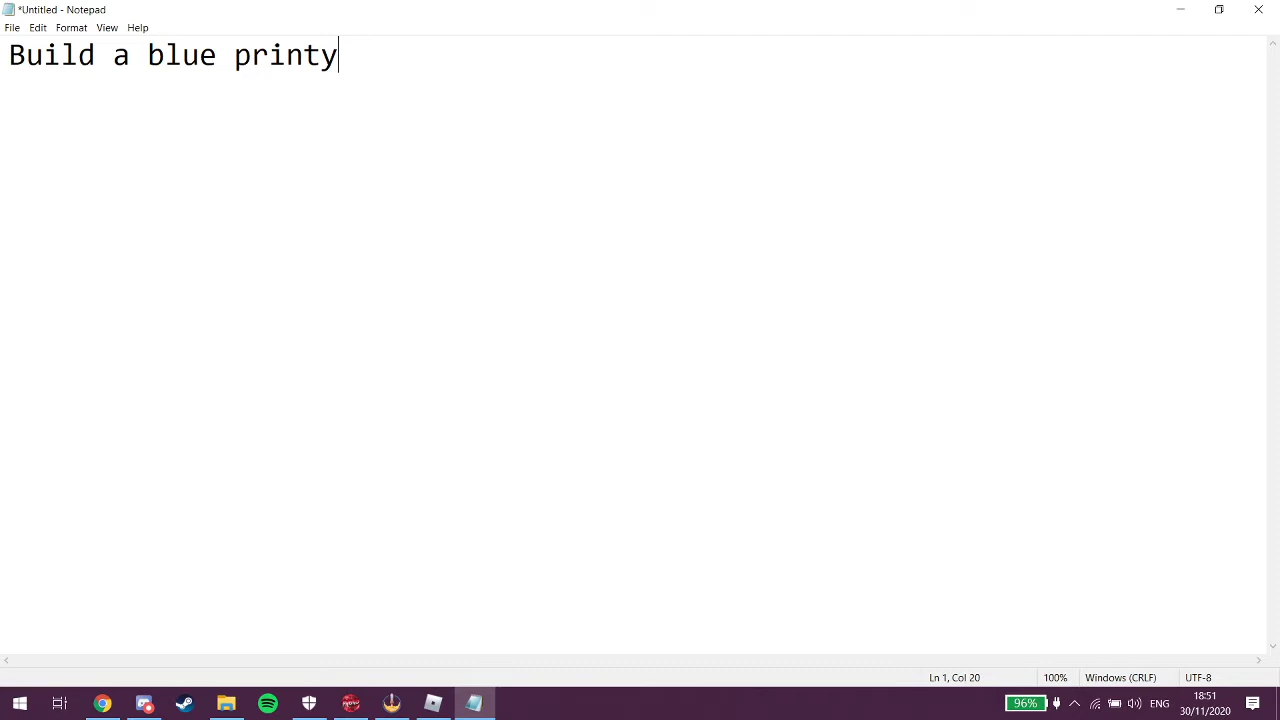 *Untitled - Notepad
File Edit Format View Help
Build a blue printy
Ln 1, Col 20 100% Windows (CRLF) UTF-8
96% ENG 18:51
30/11/2020